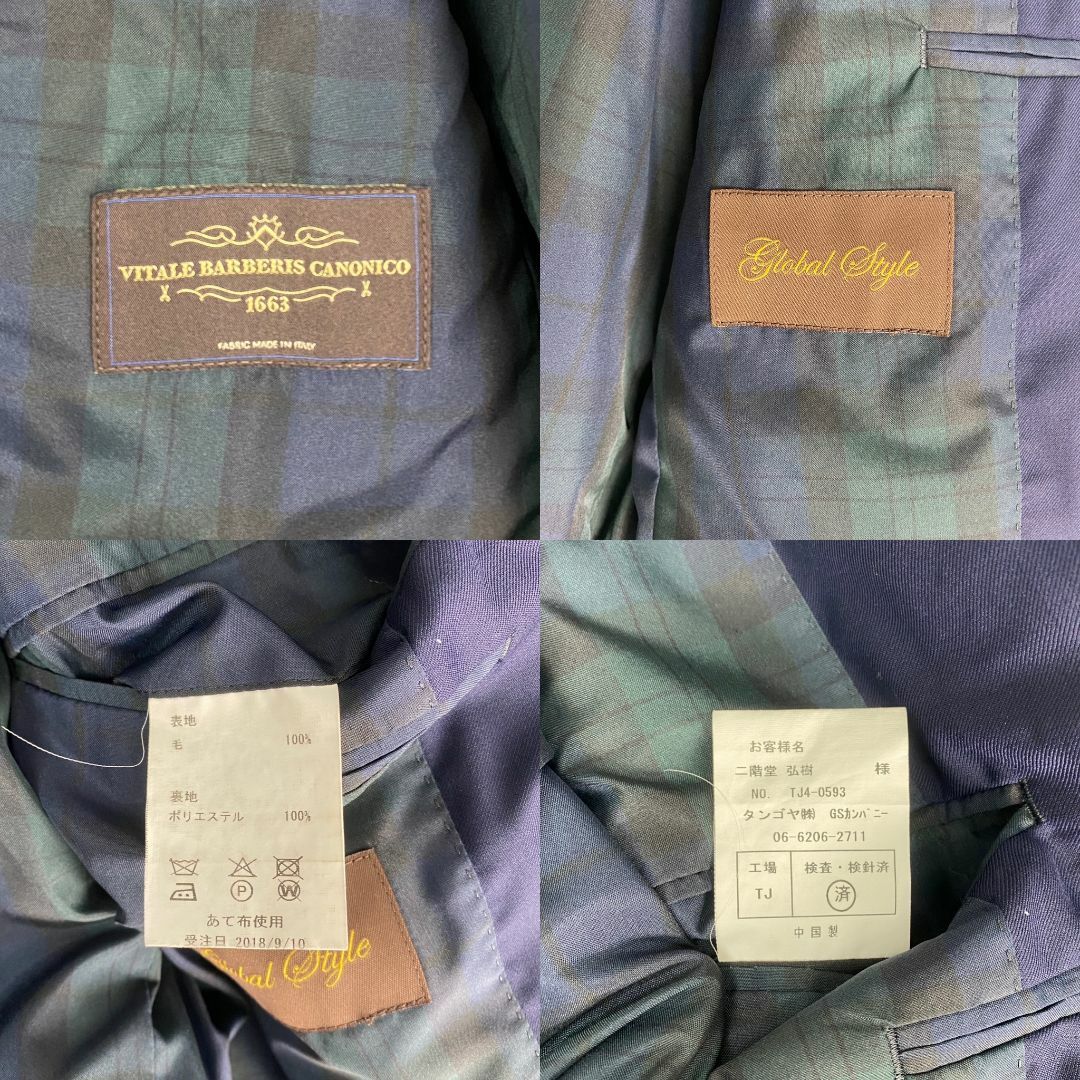 VITALE BARBERIS CANONICO
1663
FABRIC MADE IN ITALY
Global Style
表地
毛 100%
裏地
ポリエステル 100%
P
W
あて布使用
受注日 2018/9/10
Global Style
お客様名
二階堂 弘樹 様
NO. TJ4-0593
タンゴヤ㈱ GSカンパニー
06-6206-2711
工場 検査・検針済
TJ 済
中国製